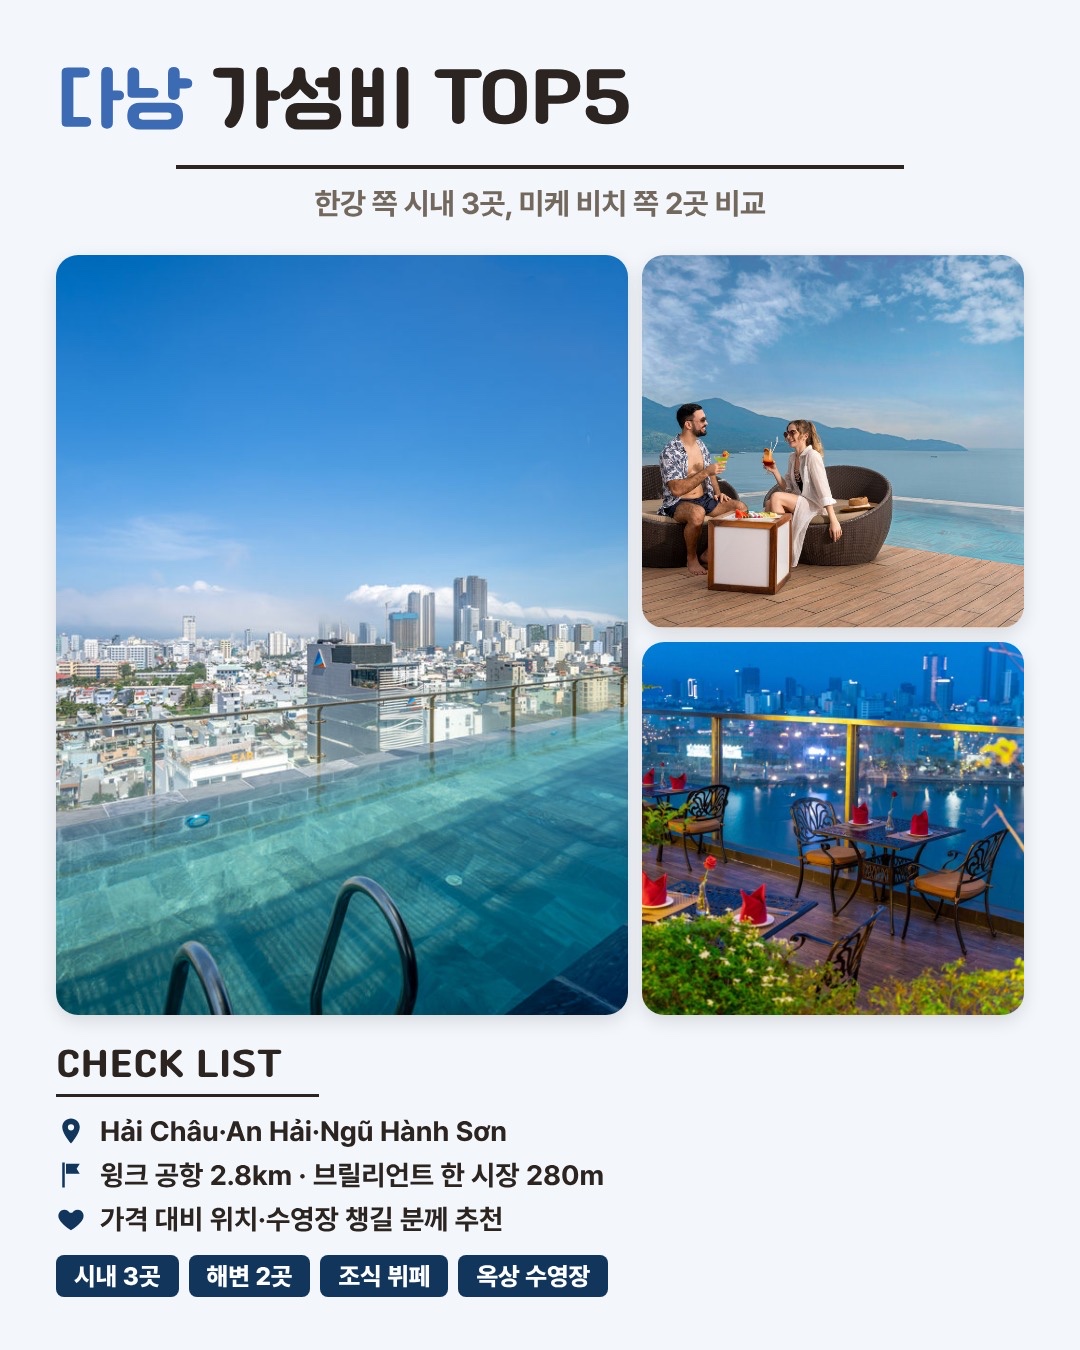 다낭 가성비 TOP5
한강 쪽 시내 3곳, 미케 비치 쪽 2곳 비교
CHECK LIST
Hải Châu·An Hải·Ngũ Hành Sơn
윙크 공항 2.8km · 브릴리언트 한 시장 280m
가격 대비 위치·수영장 챙길 분께 추천
시내 3곳 해변 2곳 조식 뷔페 옥상 수영장